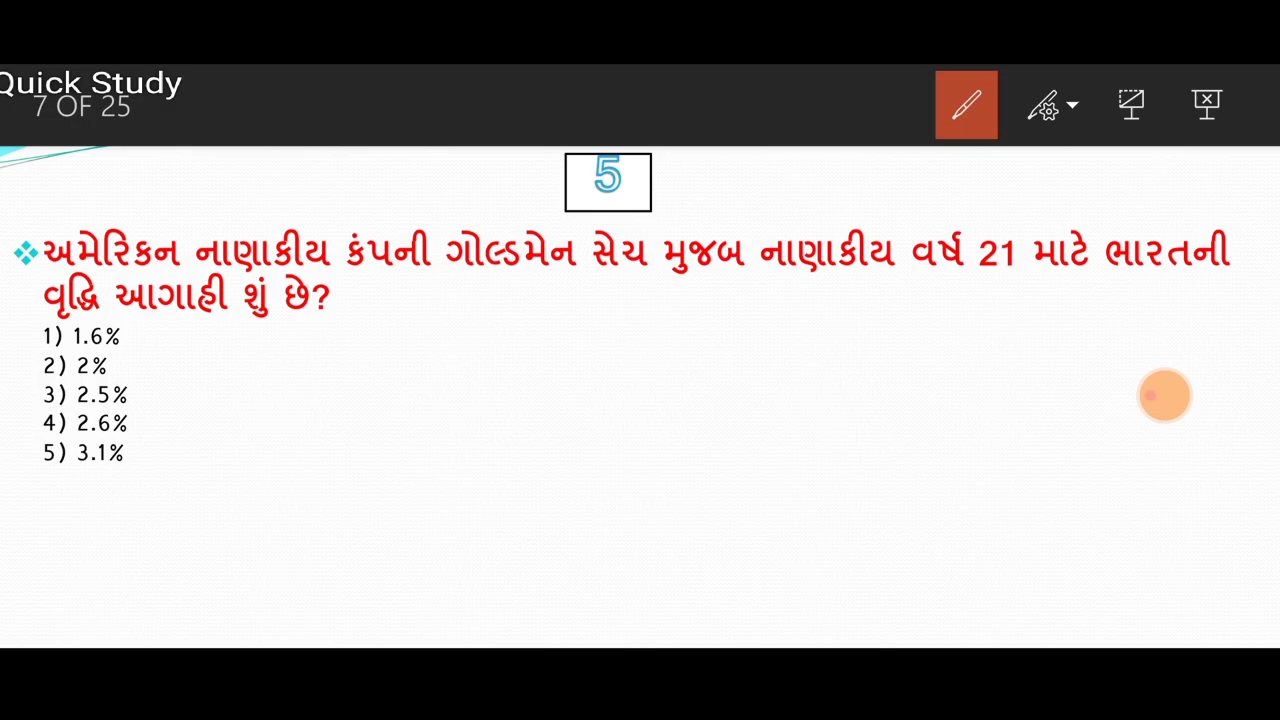 Quick Study
7 OF 25
5
અમેરિકન નાણાકીય કંપની ગોલ્ડમેન સેચ મુજબ નાણાકીય વર્ષ 21 માટે ભારતની
વૃદ્ધિ આગાહી શું છે?
1) 1.6%
2) 2%
3) 2.5%
4) 2.6%
5) 3.1%